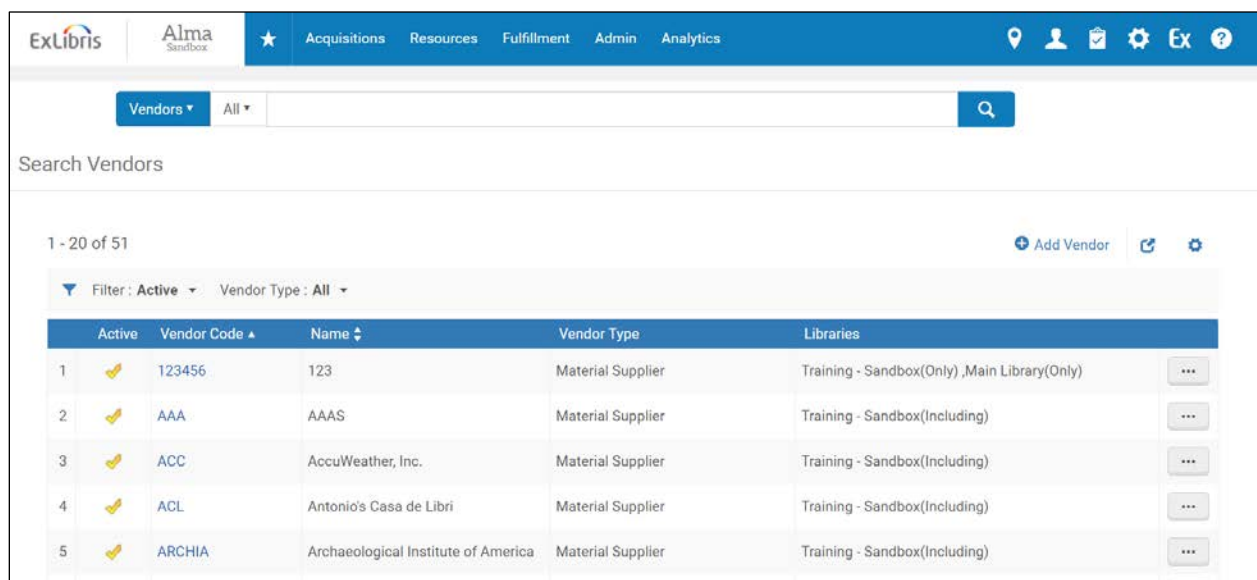 ExLibris Alma Sandbox ★ Acquisitions Resources Fulfillment Admin Analytics Ex ?
Vendors ▾ All ▾
Search Vendors
1 - 20 of 51 Add Vendor
Filter : Active ▾ Vendor Type : All ▾
Active Vendor Code ▴ Name Vendor Type Libraries
1 123456 123 Material Supplier Training - Sandbox(Only) ,Main Library(Only) ...
2 AAA AAAS Material Supplier Training - Sandbox(Including) ...
3 ACC AccuWeather, Inc. Material Supplier Training - Sandbox(Including) ...
4 ACL Antonio's Casa de Libri Material Supplier Training - Sandbox(Including) ...
5 ARCHIA Archaeological Institute of America Material Supplier Training - Sandbox(Including) ...